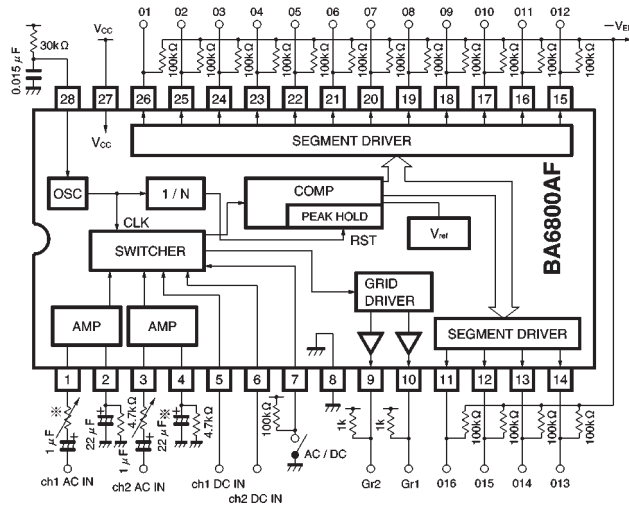 01 02 03 04 05 06 07 08 09 010 011 012
30kΩ
0.015 μF
Vcc
100kΩ 100kΩ 100kΩ 100kΩ 100kΩ 100kΩ 100kΩ 100kΩ 100kΩ 100kΩ 100kΩ 100kΩ
28 27 26 25 24 23 22 21 20 19 18 17 16 15
Vcc
SEGMENT DRIVER
OSC
1 / N
COMP
PEAK HOLD
CLK
RST
Vref
SWITCHER
BA6800AF
GRID
DRIVER
AMP
AMP
SEGMENT DRIVER
1 2 3 4 5 6 7 8 9 10 11 12 13 14
※
1 μF
22 μF
4.7kΩ
1 μF
22 μF※
4.7kΩ
100kΩ
AC / DC
1k
1k
100kΩ 100kΩ 100kΩ 100kΩ
ch1 AC IN
ch2 AC IN
ch1 DC IN
ch2 DC IN
Gr2
Gr1
016
015
014
013